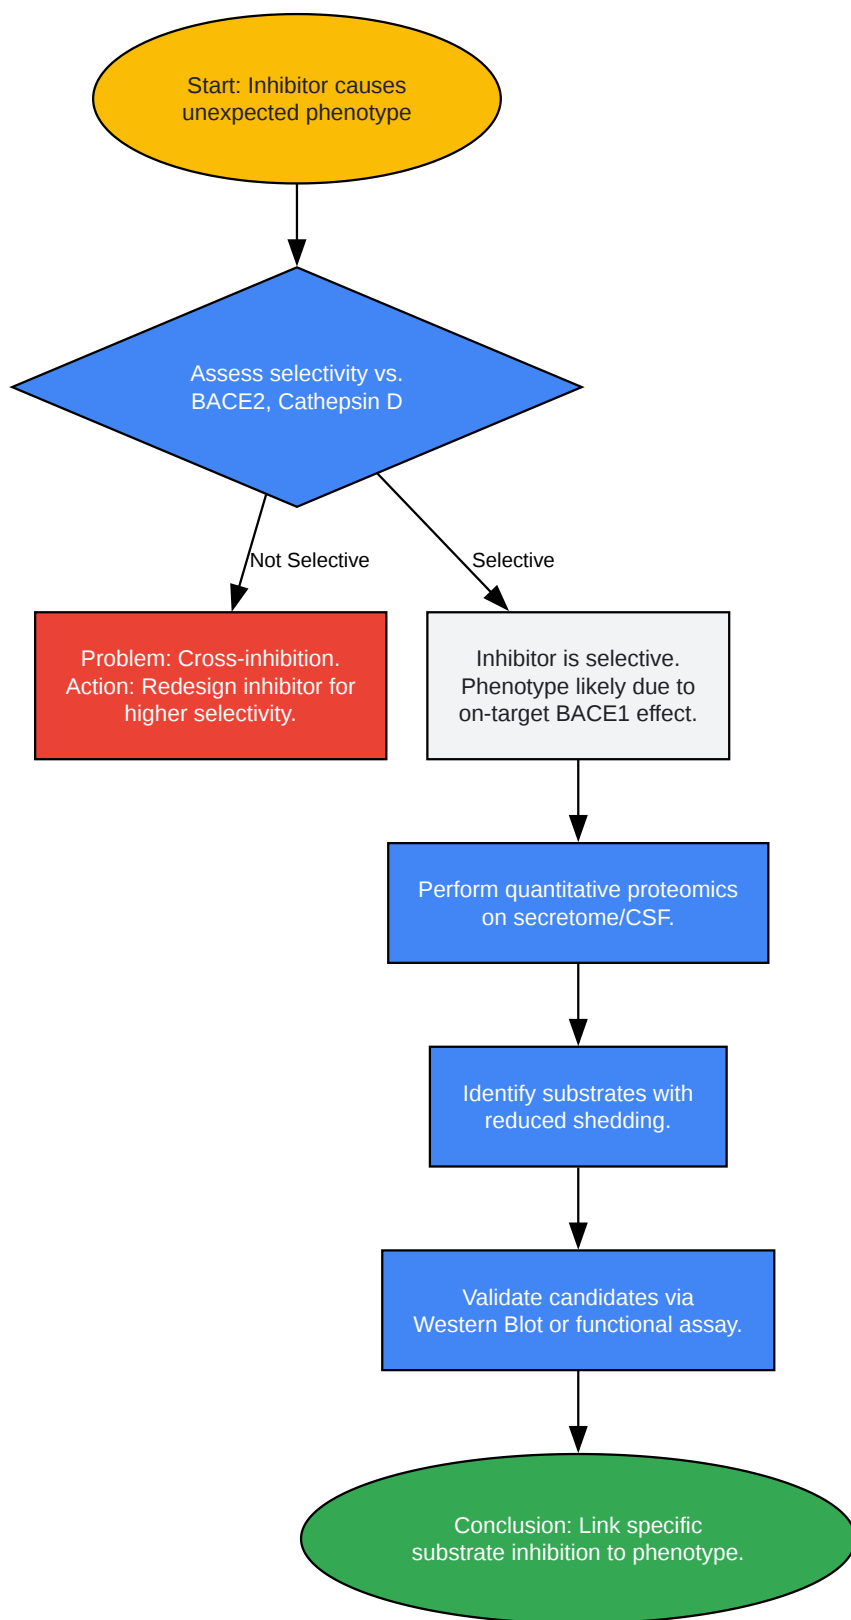 Start: Inhibitor causes
unexpected phenotype
Assess selectivity vs.
BACE2, Cathepsin D
Not Selective
Selective
Problem: Cross-inhibition.
Action: Redesign inhibitor for
higher selectivity.
Inhibitor is selective.
Phenotype likely due to
on-target BACE1 effect.
Perform quantitative proteomics
on secretome/CSF.
Identify substrates with
reduced shedding.
Validate candidates via
Western Blot or functional assay.
Conclusion: Link specific
substrate inhibition to phenotype.